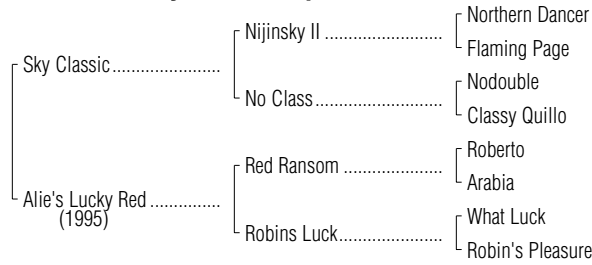 Northern Dancer
Nijinsky II ........................
Flaming Page
Sky Classic......................
Nodouble
No Class..........................
Classy Quillo
Roberto
Red Ransom ....................
Arabia
Alie's Lucky Red ..............
(1995)
What Luck
Robins Luck.....................
Robin's Pleasure